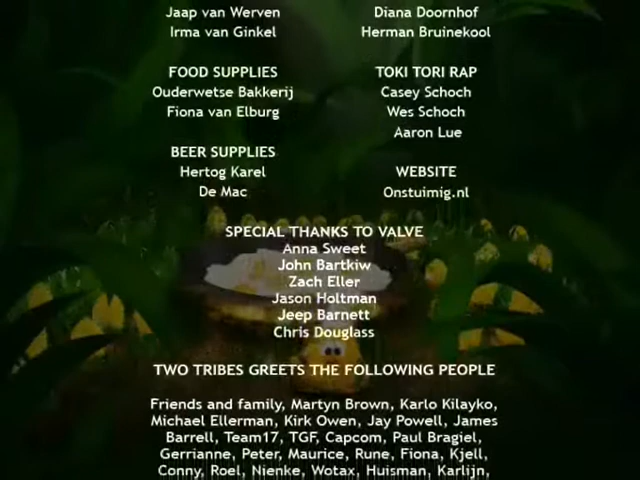 Jaap van Werven
Irma van Ginkel
FOOD SUPPLIES
Ouderwetse Bakkerij
Fiona van Elburg
BEER SUPPLIES
Hertog Karel
De Mac
Diana Doornhof
Herman Bruinekool
TOKI TORI RAP
Casey Schoch
Wes Schoch
Aaron Lue
WEBSITE
Onstuimig.nl
SPECIAL THANKS TO VALVE
Anna Sweet
John Bartkiw
Zach Eller
Jason Holtman
Jeep Barnett
Chris Douglass
TWO TRIBES GREETS THE FOLLOWING PEOPLE
Friends and family, Martyn Brown, Karlo Kilayko,
Michael Ellerman, Kirk Owen, Jay Powell, James
Barrell, Team17, TGF, Capcom, Paul Bragiel,
Gerrianne, Peter, Maurice, Rune, Fiona, Kjell,
Conny, Roel, Nienke, Wotax, Huisman, Karlijn,